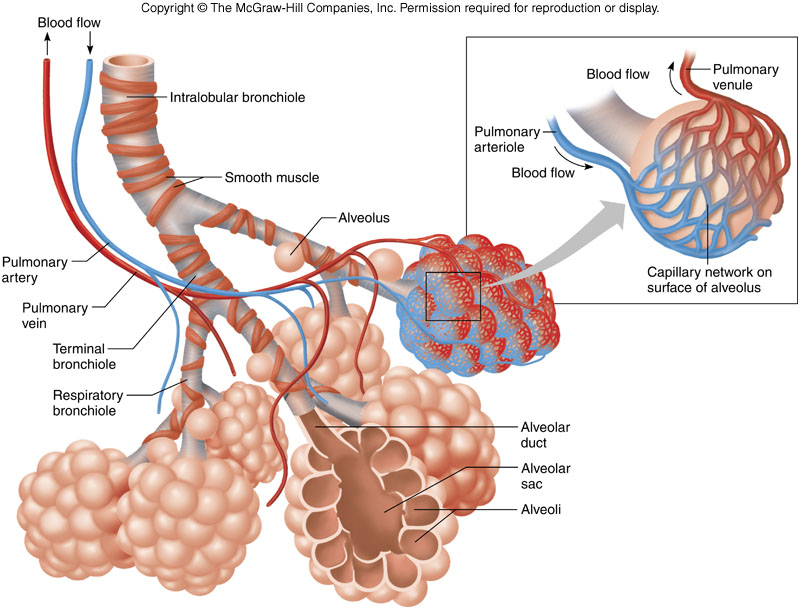 Copyright © The McGraw-Hill Companies, Inc. Permission required for reproduction or display.
Blood flow
Intralobular bronchiole
Smooth muscle
Alveolus
Pulmonary
artery
Pulmonary
vein
Terminal
bronchiole
Respiratory
bronchiole
Blood flow
Pulmonary
venule
Pulmonary
arteriole
Blood flow
Capillary network on
surface of alveolus
Alveolar
duct
Alveolar
sac
Alveoli